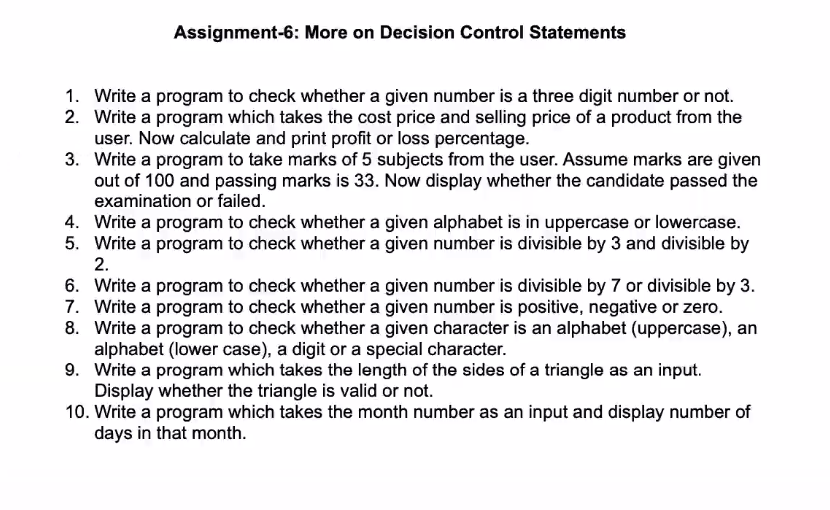 Assignment-6: More on Decision Control Statements
1. Write a program to check whether a given number is a three digit number or not.
2. Write a program which takes the cost price and selling price of a product from the
user. Now calculate and print profit or loss percentage.
3. Write a program to take marks of 5 subjects from the user. Assume marks are given
out of 100 and passing marks is 33. Now display whether the candidate passed the
examination or failed.
4. Write a program to check whether a given alphabet is in uppercase or lowercase.
5. Write a program to check whether a given number is divisible by 3 and divisible by
2.
6. Write a program to check whether a given number is divisible by 7 or divisible by 3.
7. Write a program to check whether a given number is positive, negative or zero.
8. Write a program to check whether a given character is an alphabet (uppercase), an
alphabet (lower case), a digit or a special character.
9. Write a program which takes the length of the sides of a triangle as an input.
Display whether the triangle is valid or not.
10. Write a program which takes the month number as an input and display number of
days in that month.